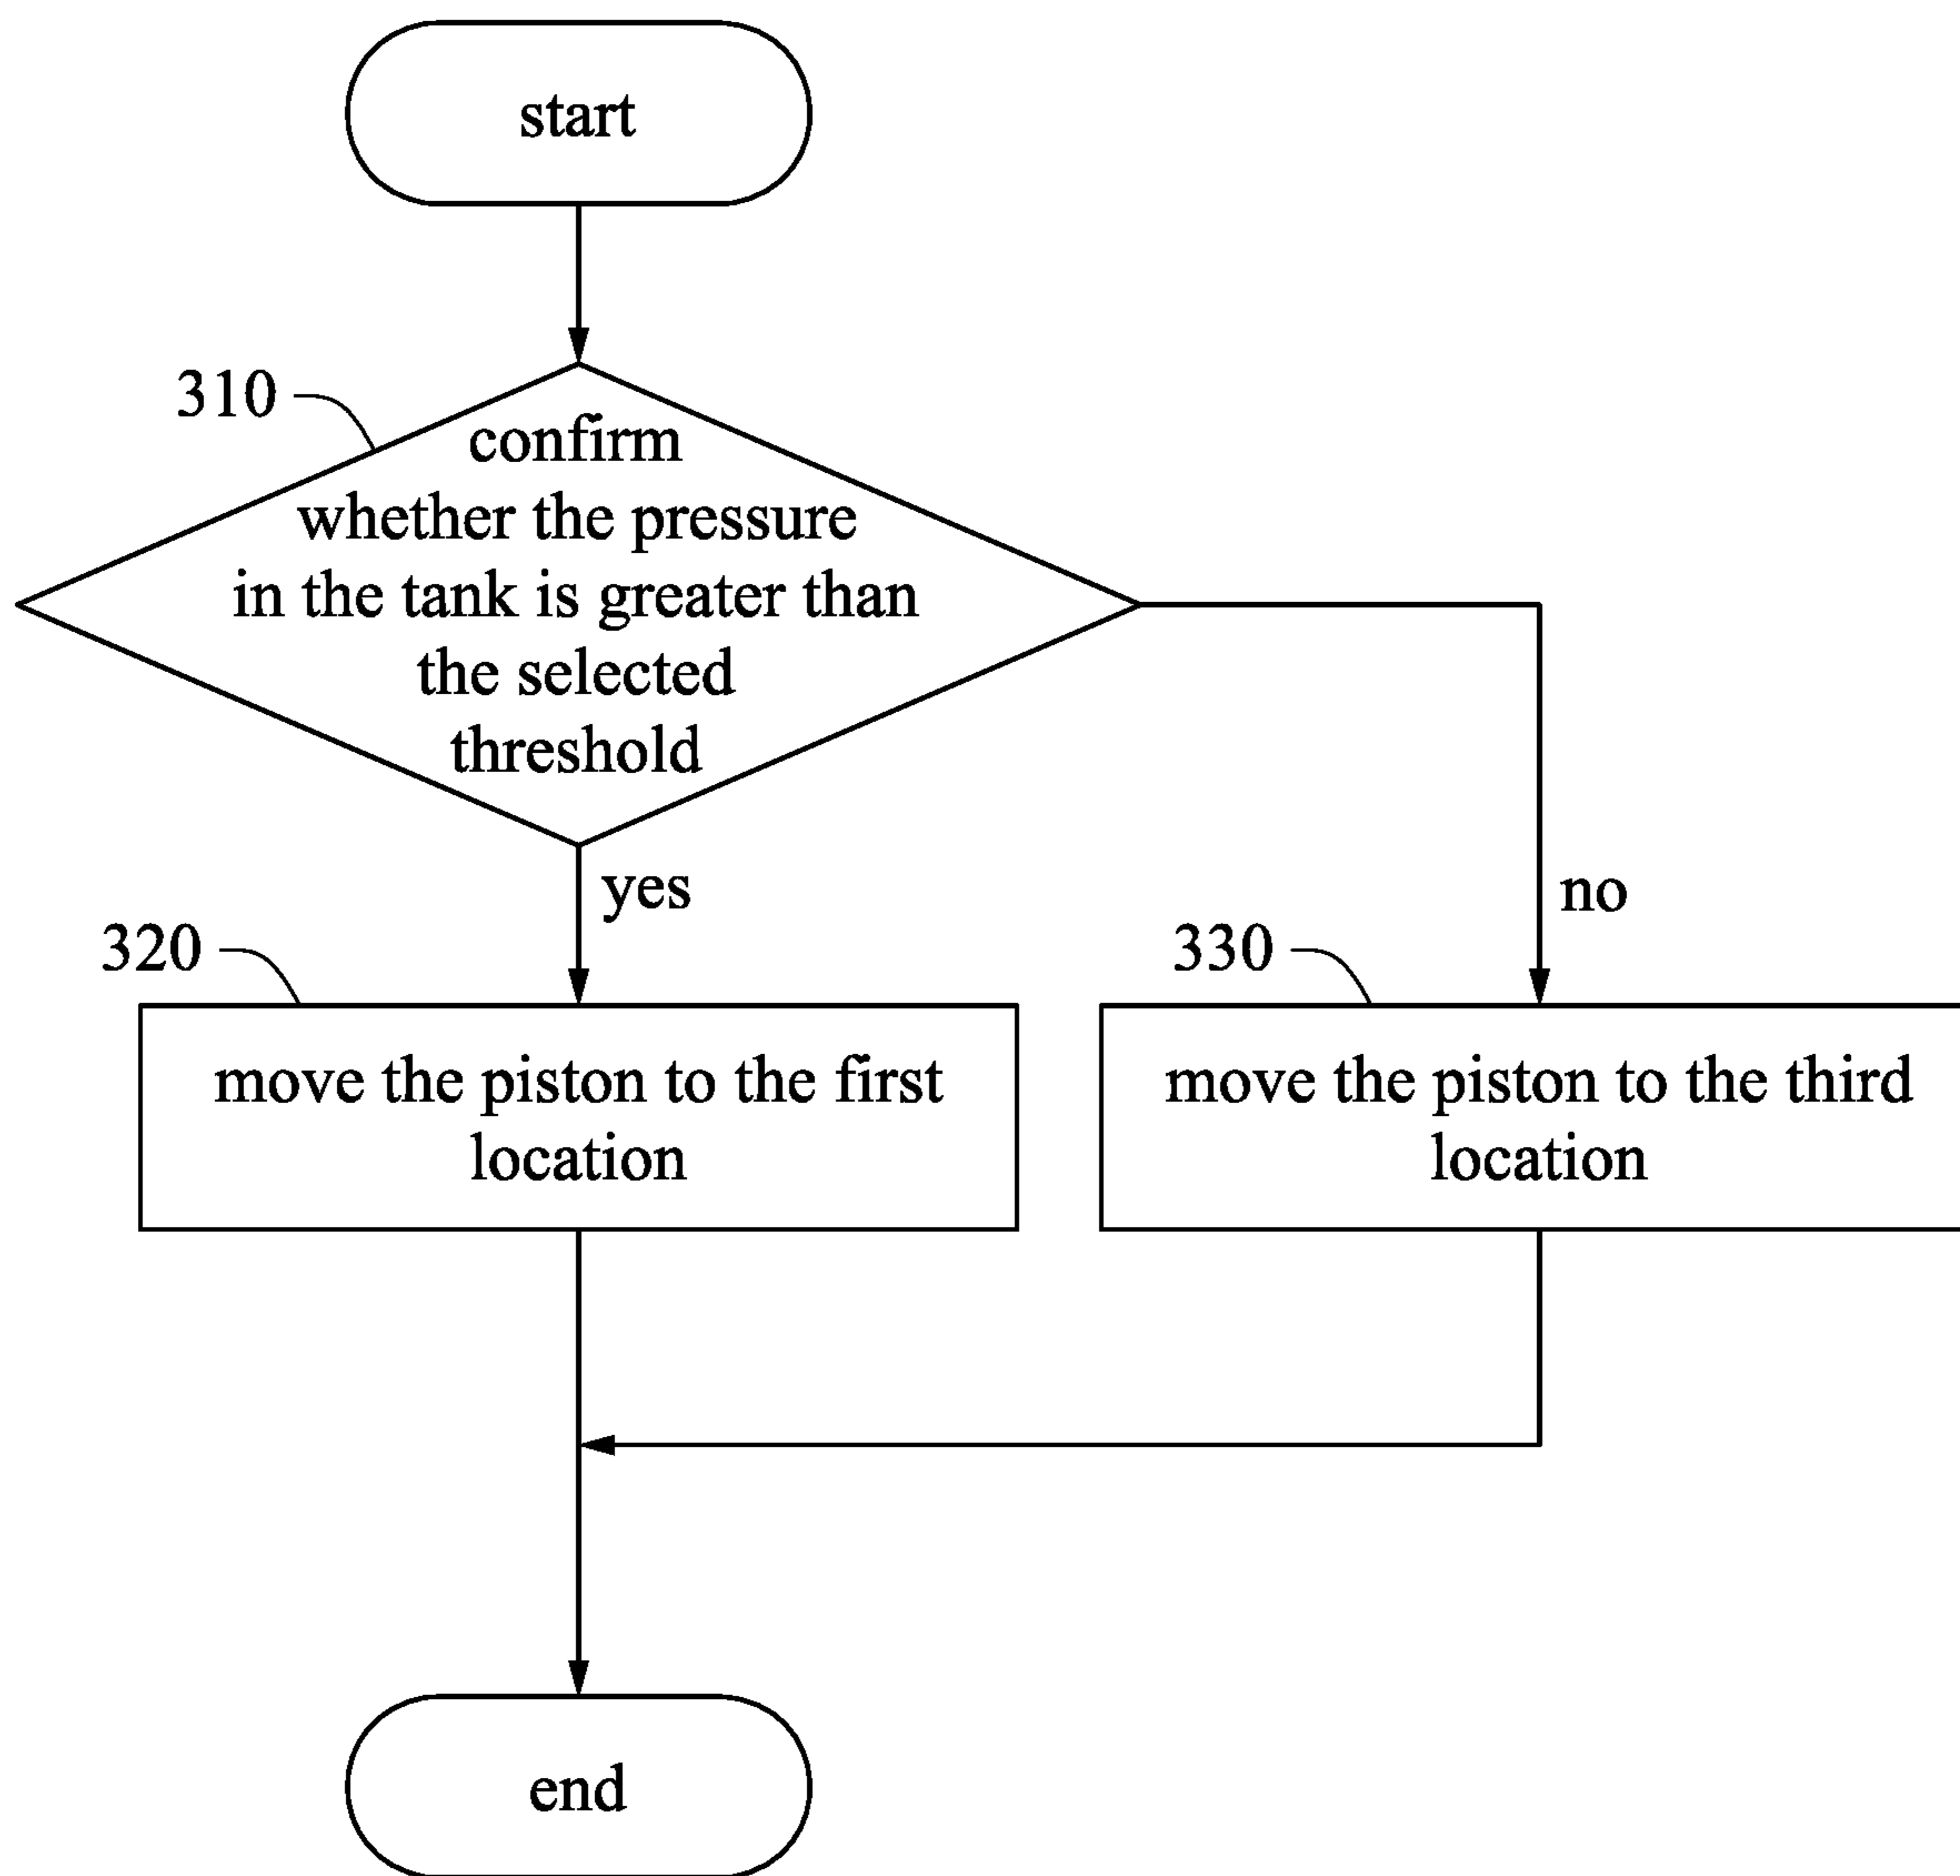 start
310
confirm
whether the pressure
in the tank is greater than
the selected
threshold
yes
no
320
move the piston to the first
location
330
move the piston to the third
location
end